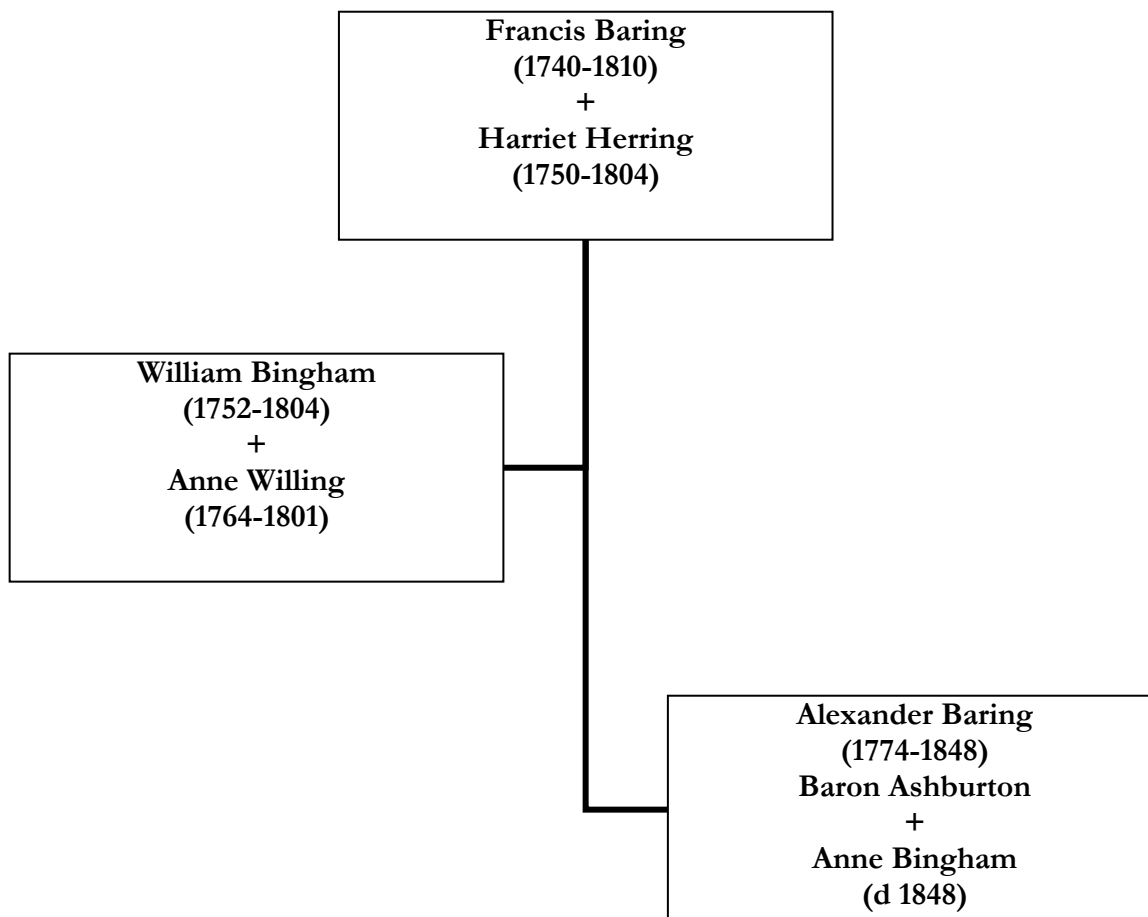 Francis Baring
(1740-1810)
+
Harriet Herring
(1750-1804)
William Bingham
(1752-1804)
+
Anne Willing
(1764-1801)
Alexander Baring
(1774-1848)
Baron Ashburton
+
Anne Bingham
(d 1848)